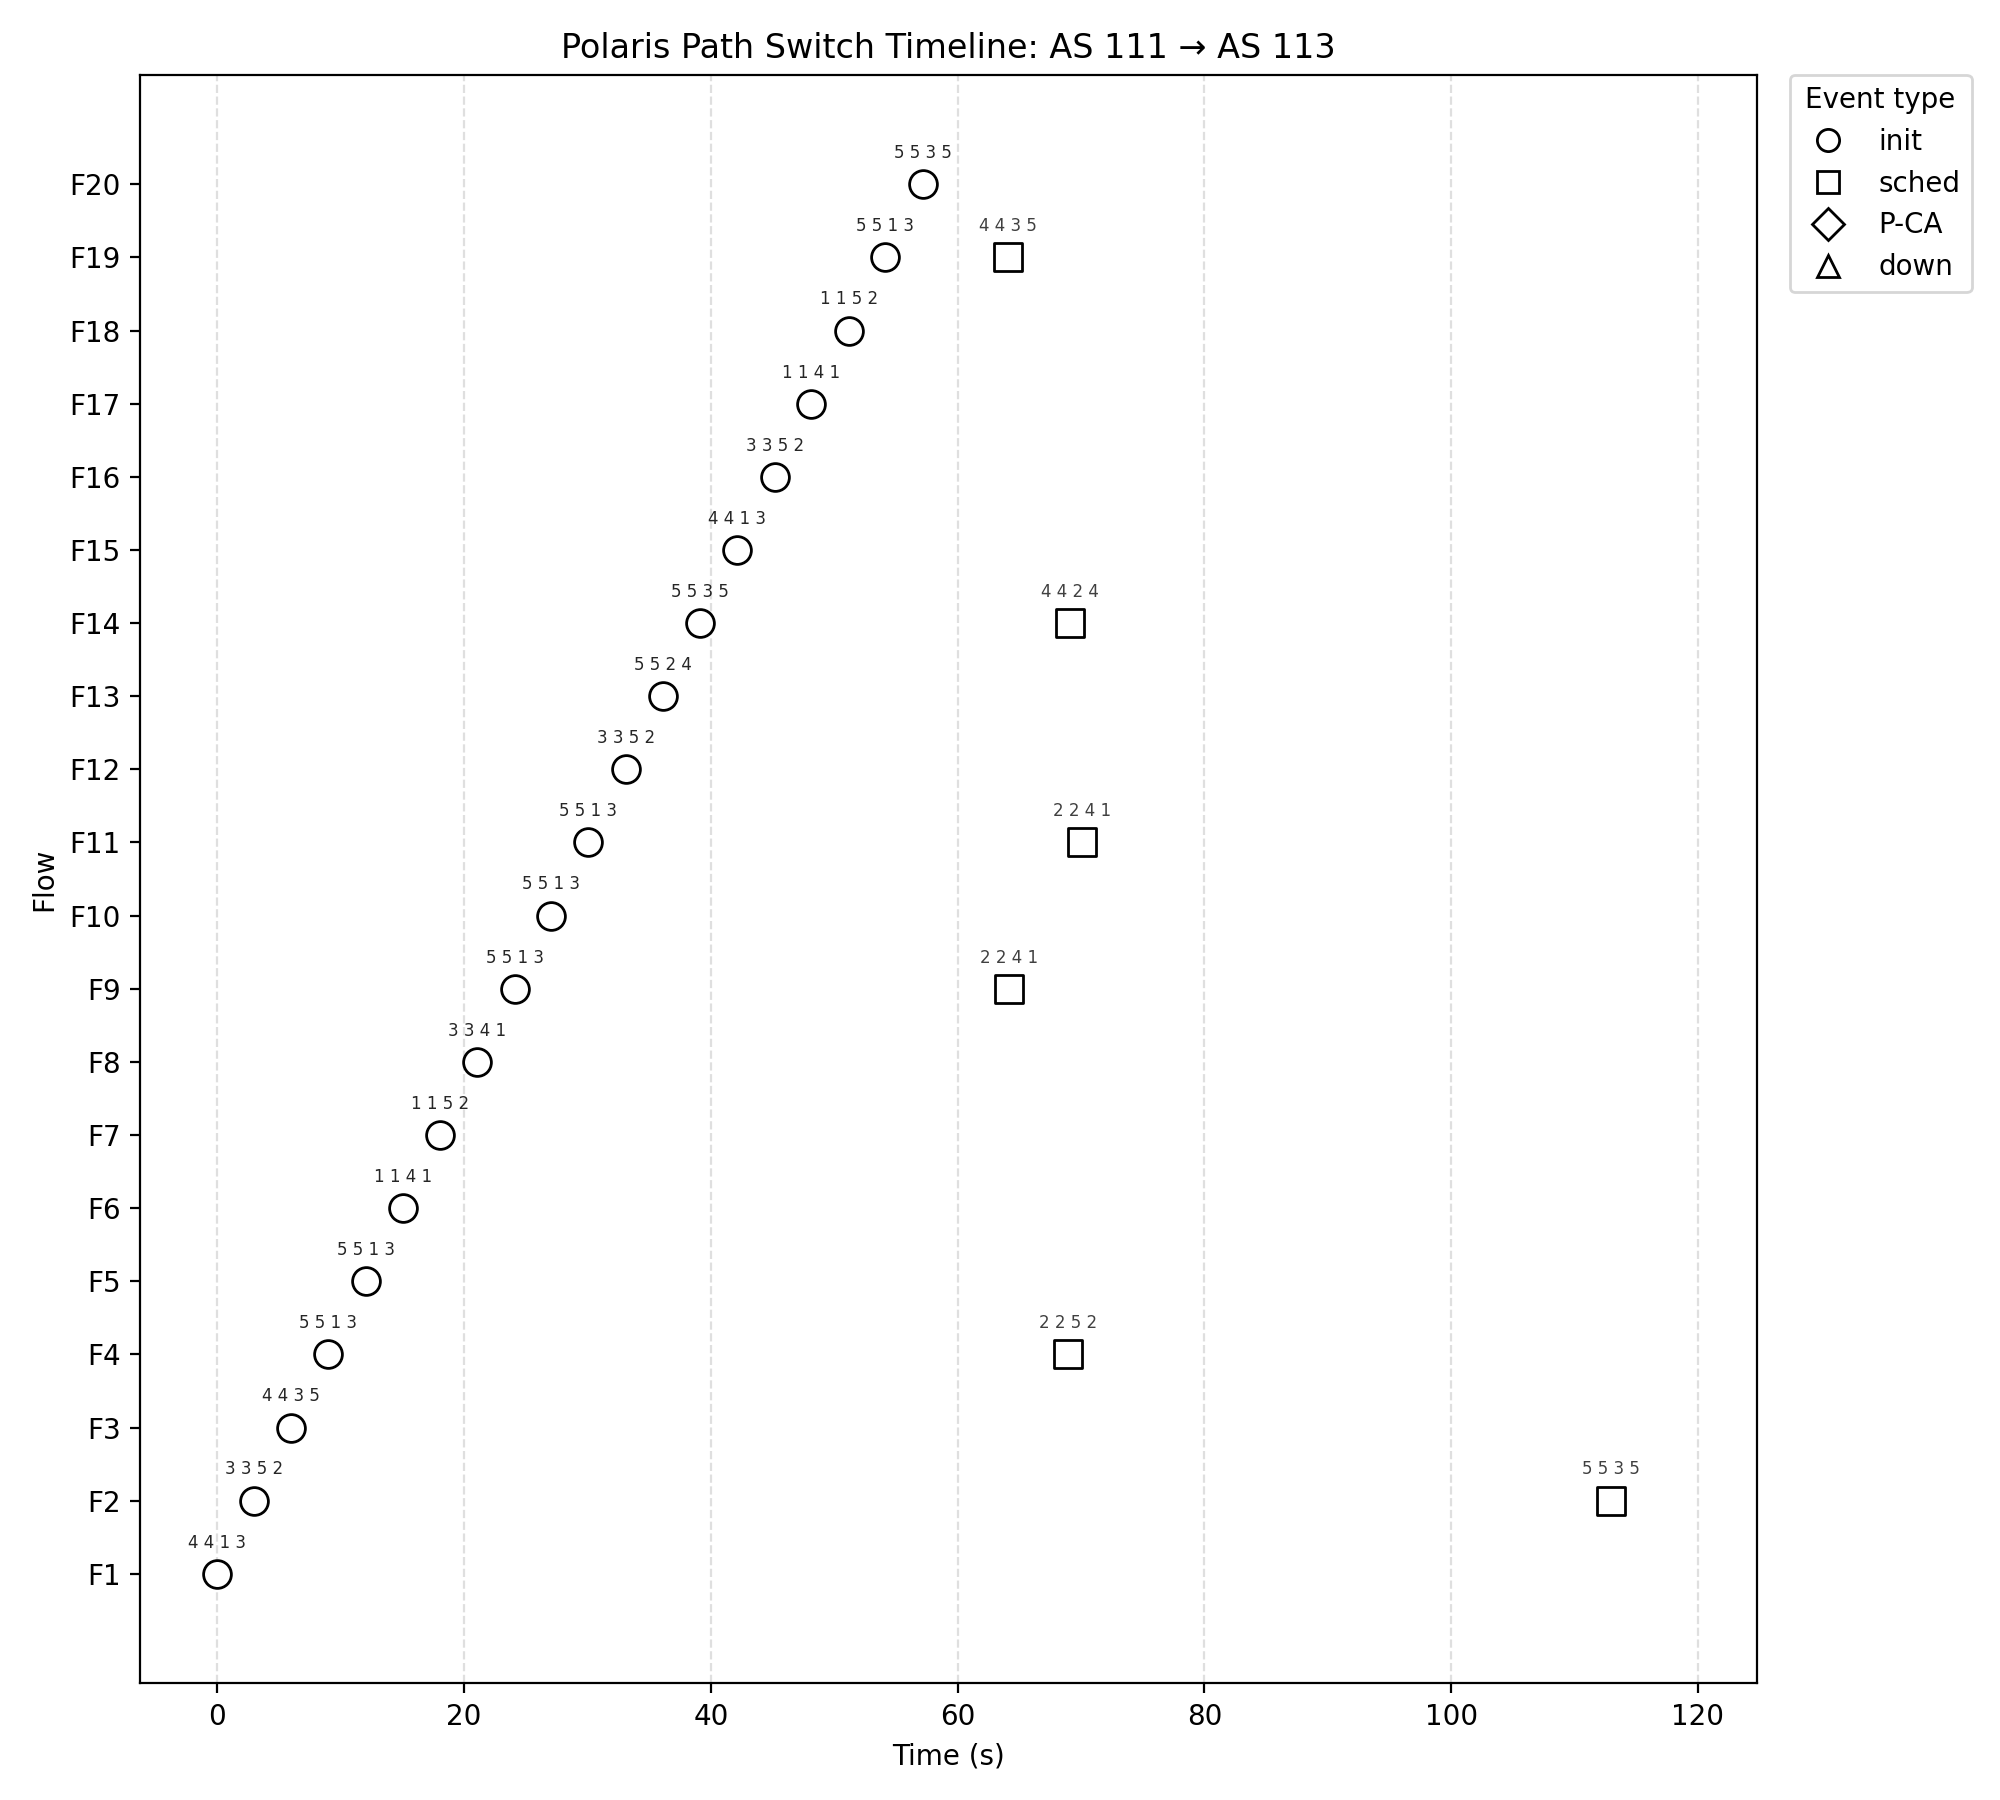 Polaris Path Switch Timeline: AS 111 → AS 113
Event type
init
sched
P-CA
down
5 5 3 5
F20
5 5 1 3
4 4 3 5
F19
1 1 5 2
F18
1 1 4 1
F17
3 3 5 2
F16
4 4 1 3
F15
5 5 3 5
4 4 2 4
F14
5 5 2 4
F13
3 3 5 2
F12
5 5 1 3
2 2 4 1
F11
5 5 1 3
F10
5 5 1 3
2 2 4 1
F9
3 3 4 1
F8
1 1 5 2
F7
1 1 4 1
F6
5 5 1 3
F5
5 5 1 3
2 2 5 2
F4
4 4 3 5
F3
3 3 5 2
5 5 3 5
F2
4 4 1 3
F1
Flow
0 20 40 60 80 100 120
Time (s)